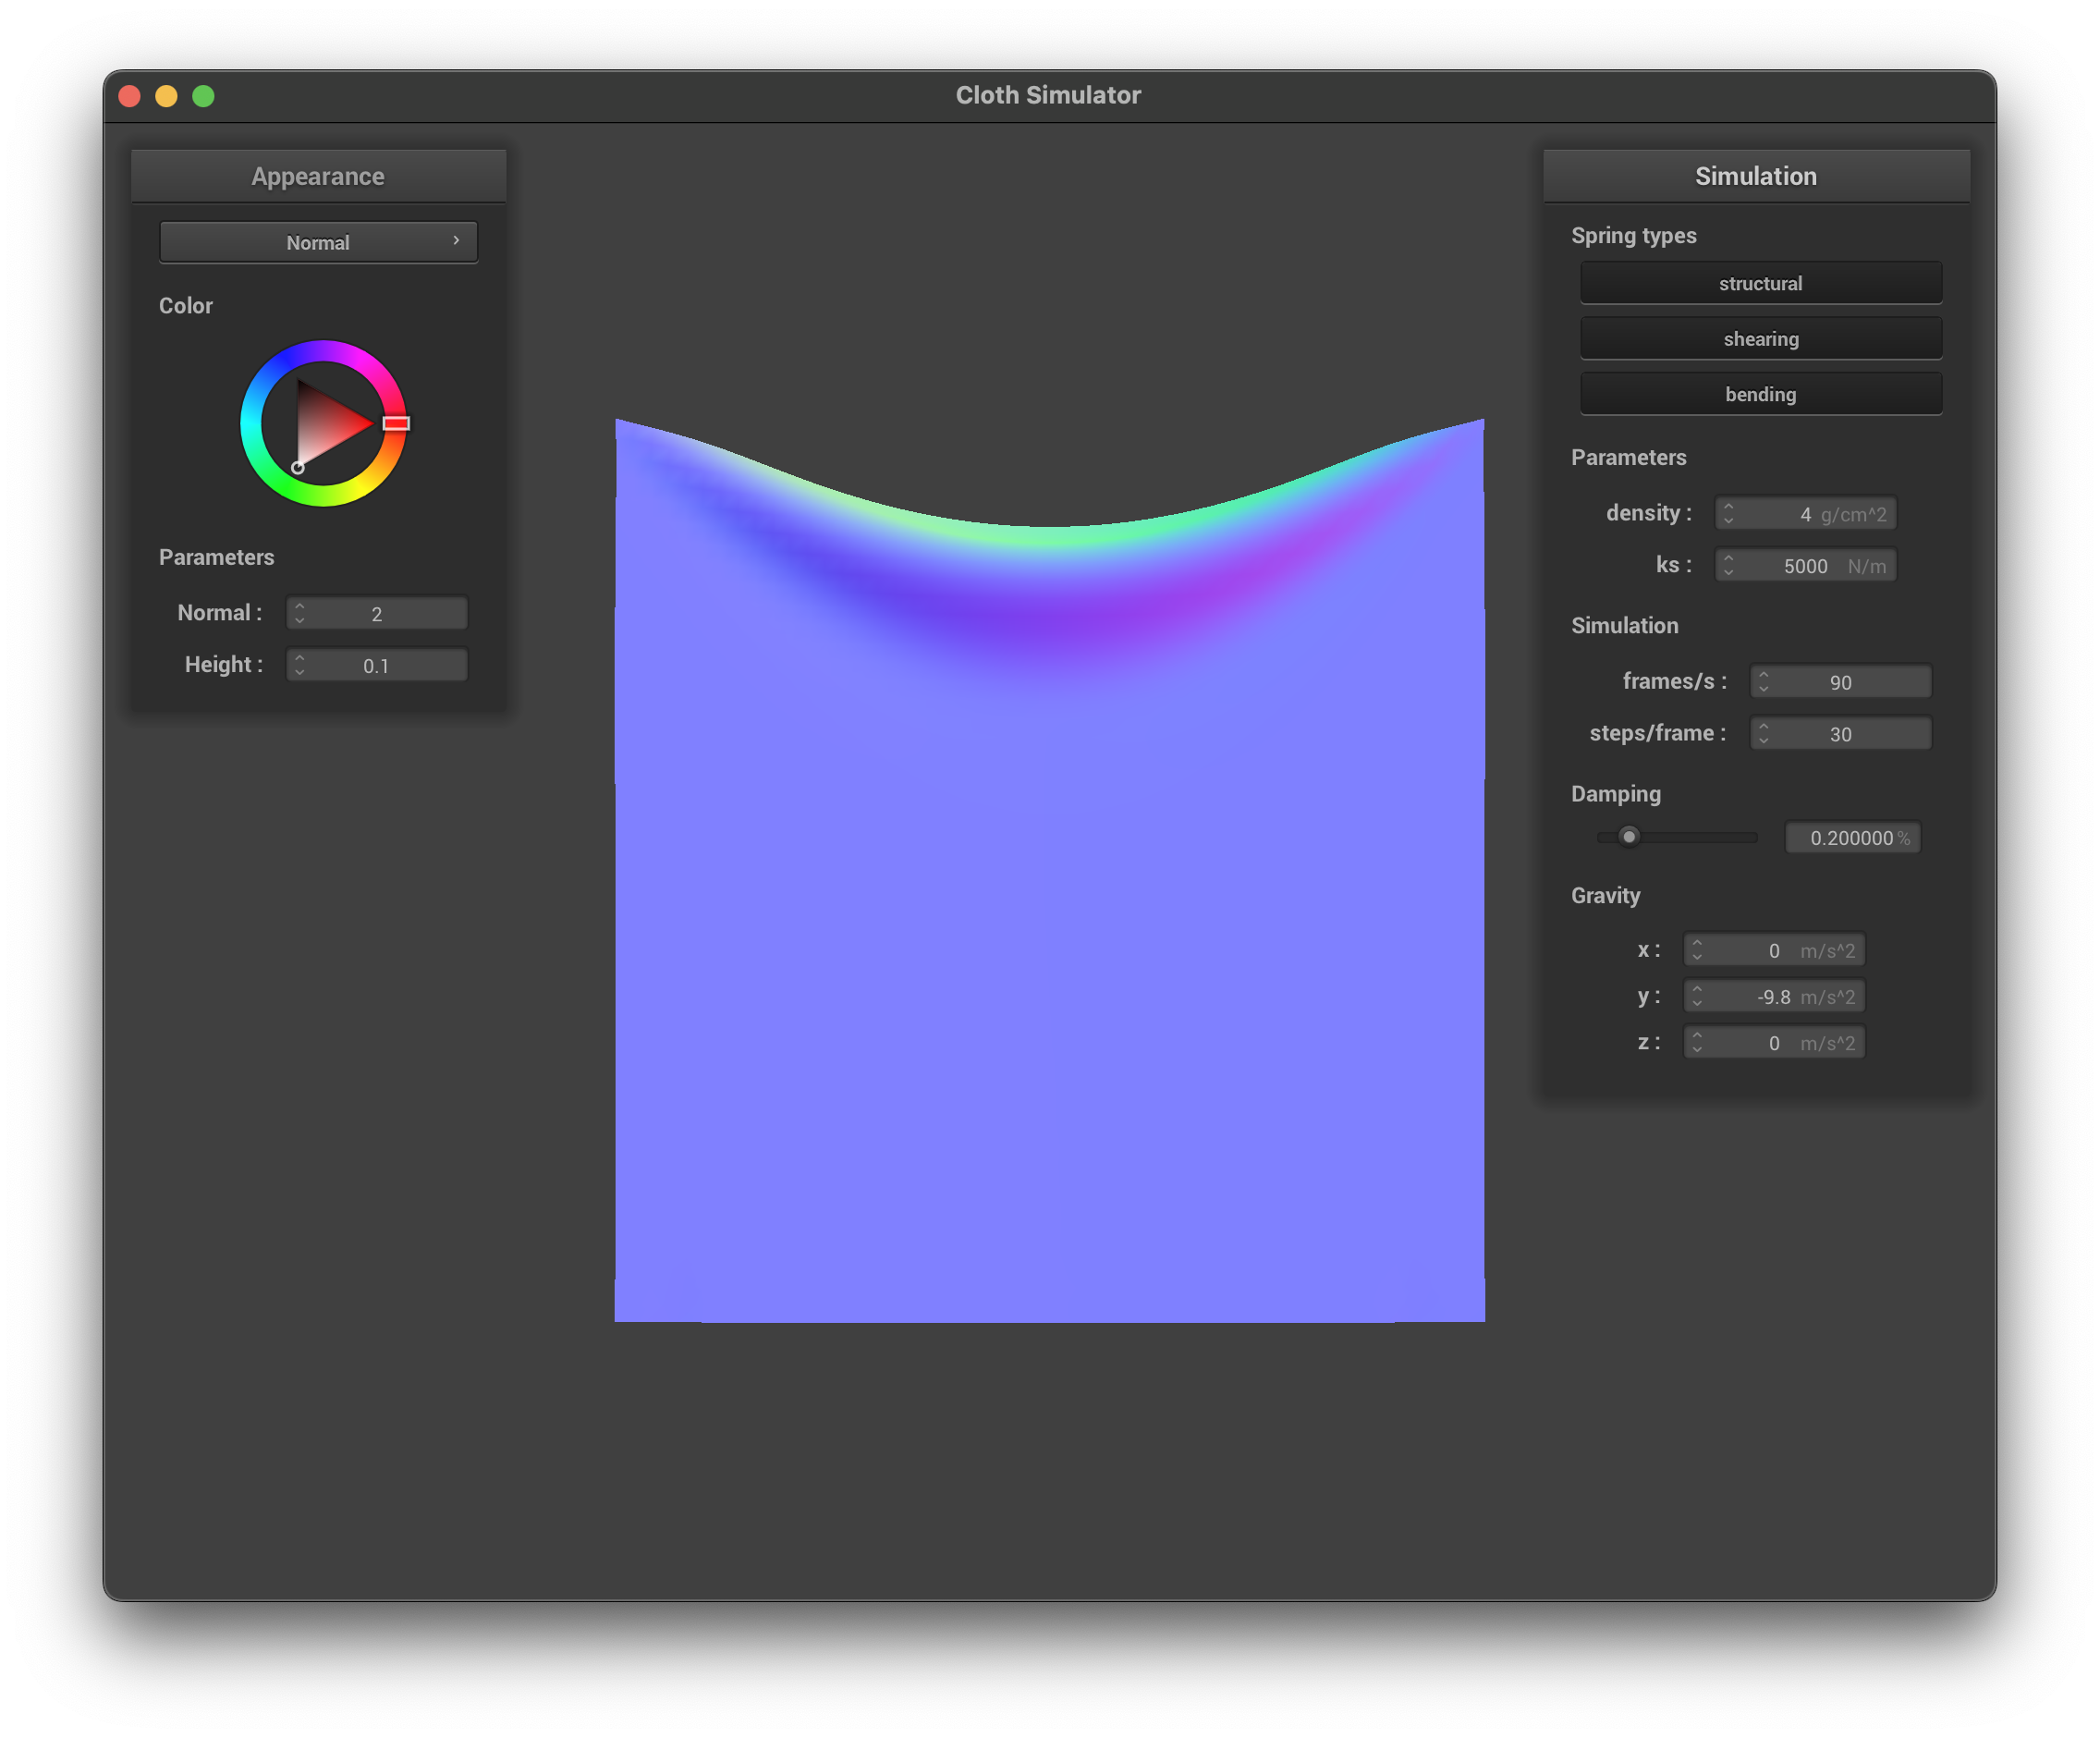 Cloth Simulator
Appearance
Normal
Color
Parameters
Normal : 2
Height : 0.1
Simulation
Spring types
structural
shearing
bending
Parameters
density : 4 g/cm^2
ks : 5000 N/m
Simulation
frames/s : 90
steps/frame : 30
Damping
0.200000 %
Gravity
x : 0 m/s^2
y : -9.8 m/s^2
z : 0 m/s^2